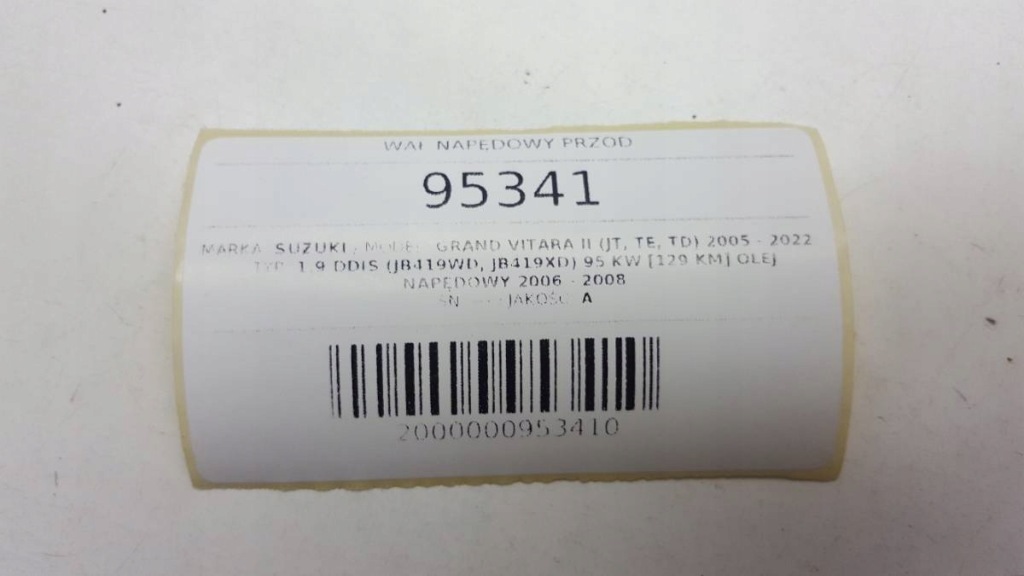 WAŁ NAPĘDOWY PRZÓD
95341
MARKA: SUZUKI , MODEL: GRAND VITARA II (JT, TE, TD) 2005 - 2022
TYP: 1.9 DDIS (JB419WD, JB419XD) 95 KW [129 KM] OLEJ
NAPĘDOWY 2006 - 2008
SN: --- JAKOŚĆ: A
2000000953410